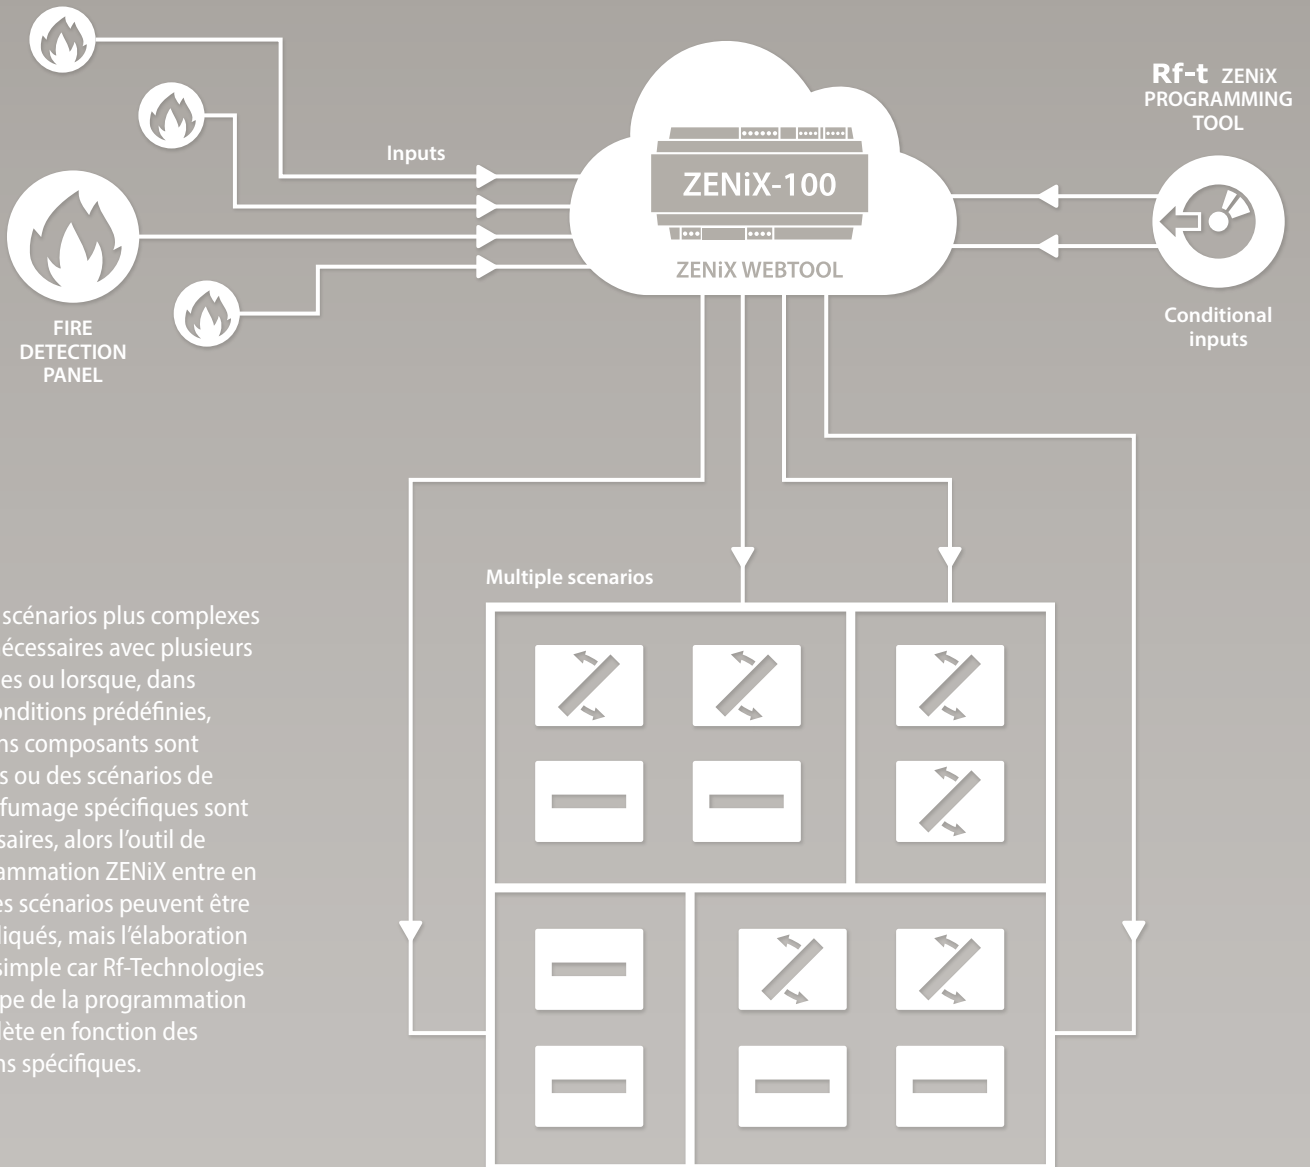 Rf-t ZENiX
PROGRAMMING
TOOL
Inputs
ZENiX-100
ZENiX WEBTOOL
FIRE
DETECTION
PANEL
Conditional
inputs
Multiple scenarios
scénarios plus complexes
nécessaires avec plusieurs
es ou lorsque, dans
onditions prédéfinies,
ns composants sont
s ou des scénarios de
fumage spécifiques sont
saires, alors l’outil de
ammation ZENiX entre en
es scénarios peuvent être
liqués, mais l’élaboration
simple car Rf-Technologies
pe de la programmation
lète en fonction des
ns spécifiques.